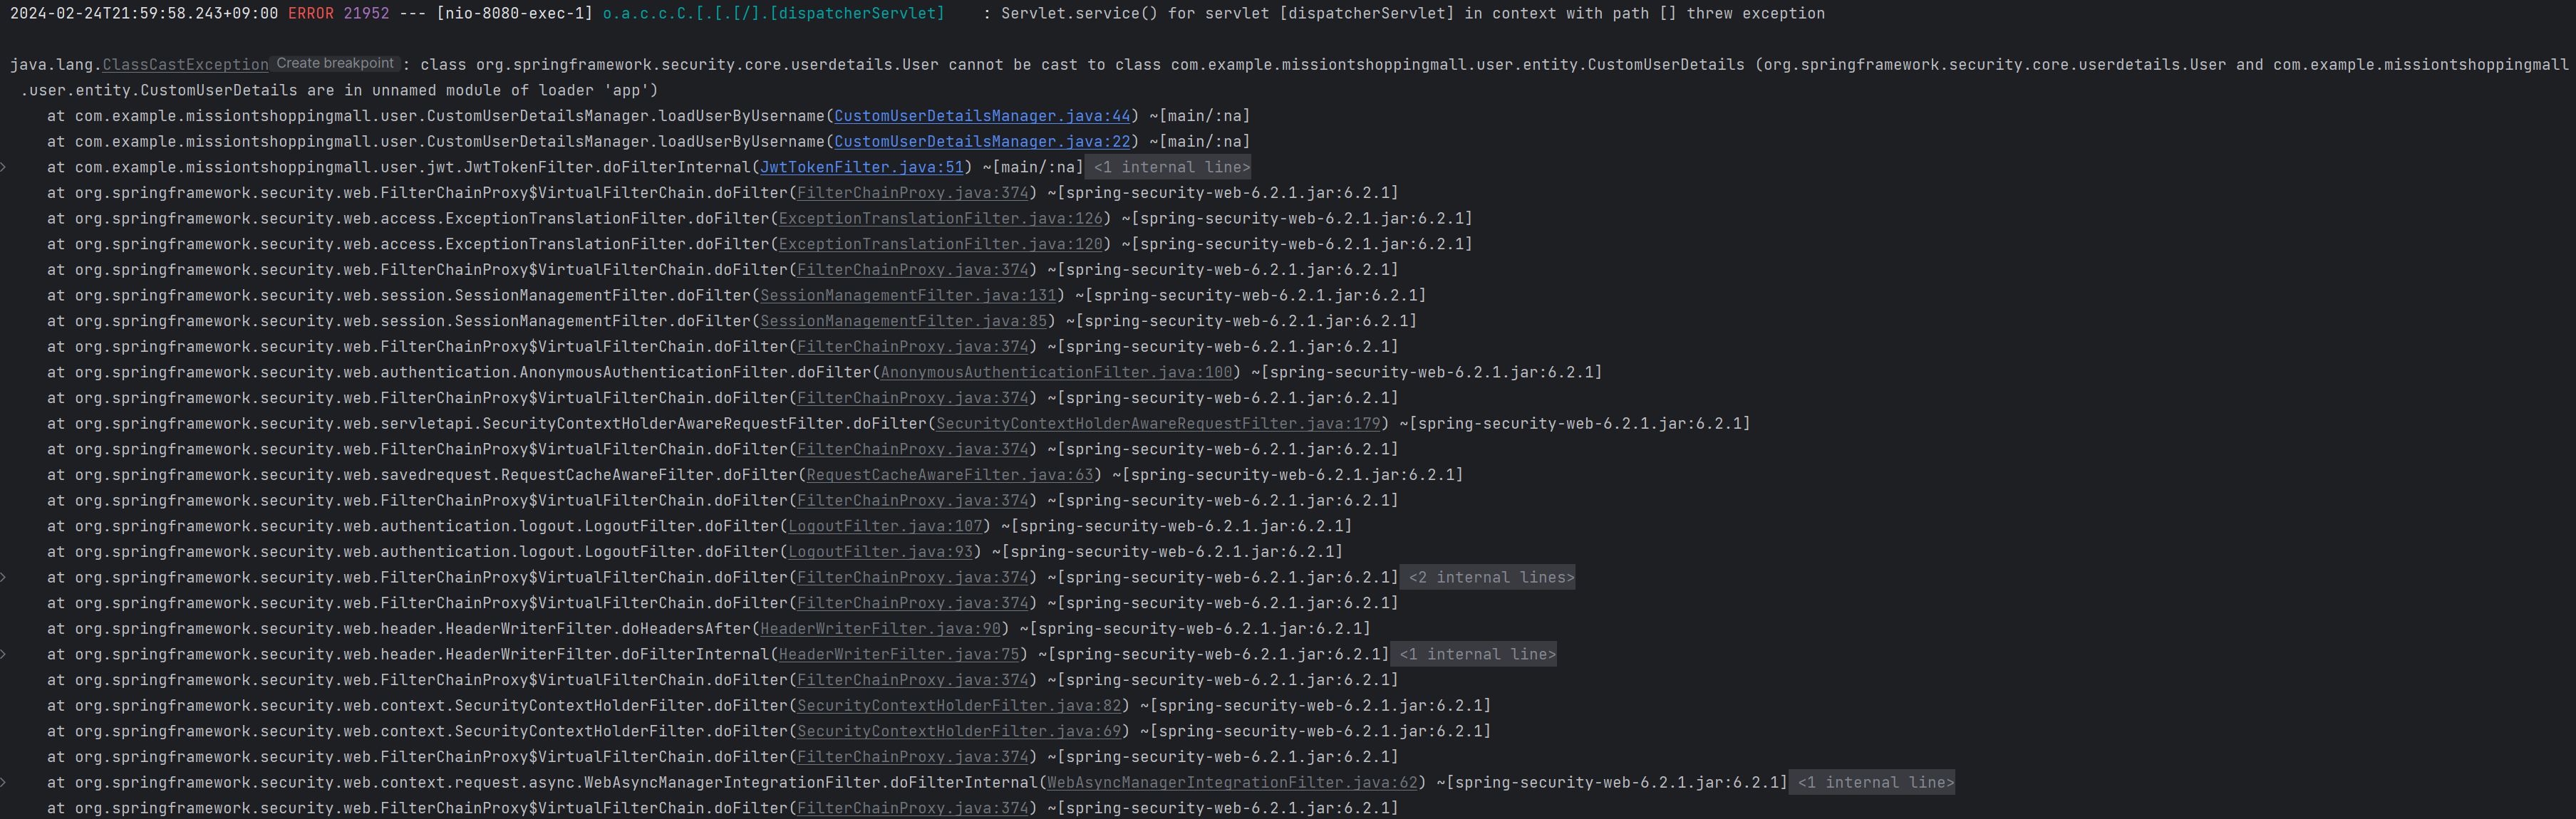 2024-02-24T21:59:58.243+09:00 ERROR 21952 --- [nio-8080-exec-1] o.a.c.c.C.[.[.[/].[dispatcherServlet]    : Servlet.service() for servlet [dispatcherServlet] in context with path [] threw exception
java.lang.ClassCastException Create breakpoint : class org.springframework.security.core.userdetails.User cannot be cast to class com.example.missiontshoppingmall.user.entity.CustomUserDetails (org.springframework.security.core.userdetails.User and com.example.missiontshoppingmall
.user.entity.CustomUserDetails are in unnamed module of loader 'app')
at com.example.missiontshoppingmall.user.CustomUserDetailsManager.loadUserByUsername(CustomUserDetailsManager.java:44) ~[main/:na]
at com.example.missiontshoppingmall.user.CustomUserDetailsManager.loadUserByUsername(CustomUserDetailsManager.java:22) ~[main/:na]
at com.example.missiontshoppingmall.user.jwt.JwtTokenFilter.doFilterInternal(JwtTokenFilter.java:51) ~[main/:na] <1 internal line>
at org.springframework.security.web.FilterChainProxy$VirtualFilterChain.doFilter(FilterChainProxy.java:374) ~[spring-security-web-6.2.1.jar:6.2.1]
at org.springframework.security.web.access.ExceptionTranslationFilter.doFilter(ExceptionTranslationFilter.java:126) ~[spring-security-web-6.2.1.jar:6.2.1]
at org.springframework.security.web.access.ExceptionTranslationFilter.doFilter(ExceptionTranslationFilter.java:120) ~[spring-security-web-6.2.1.jar:6.2.1]
at org.springframework.security.web.FilterChainProxy$VirtualFilterChain.doFilter(FilterChainProxy.java:374) ~[spring-security-web-6.2.1.jar:6.2.1]
at org.springframework.security.web.session.SessionManagementFilter.doFilter(SessionManagementFilter.java:131) ~[spring-security-web-6.2.1.jar:6.2.1]
at org.springframework.security.web.session.SessionManagementFilter.doFilter(SessionManagementFilter.java:85) ~[spring-security-web-6.2.1.jar:6.2.1]
at org.springframework.security.web.FilterChainProxy$VirtualFilterChain.doFilter(FilterChainProxy.java:374) ~[spring-security-web-6.2.1.jar:6.2.1]
at org.springframework.security.web.authentication.AnonymousAuthenticationFilter.doFilter(AnonymousAuthenticationFilter.java:100) ~[spring-security-web-6.2.1.jar:6.2.1]
at org.springframework.security.web.FilterChainProxy$VirtualFilterChain.doFilter(FilterChainProxy.java:374) ~[spring-security-web-6.2.1.jar:6.2.1]
at org.springframework.security.web.servletapi.SecurityContextHolderAwareRequestFilter.doFilter(SecurityContextHolderAwareRequestFilter.java:179) ~[spring-security-web-6.2.1.jar:6.2.1]
at org.springframework.security.web.FilterChainProxy$VirtualFilterChain.doFilter(FilterChainProxy.java:374) ~[spring-security-web-6.2.1.jar:6.2.1]
at org.springframework.security.web.savedrequest.RequestCacheAwareFilter.doFilter(RequestCacheAwareFilter.java:63) ~[spring-security-web-6.2.1.jar:6.2.1]
at org.springframework.security.web.FilterChainProxy$VirtualFilterChain.doFilter(FilterChainProxy.java:374) ~[spring-security-web-6.2.1.jar:6.2.1]
at org.springframework.security.web.authentication.logout.LogoutFilter.doFilter(LogoutFilter.java:107) ~[spring-security-web-6.2.1.jar:6.2.1]
at org.springframework.security.web.authentication.logout.LogoutFilter.doFilter(LogoutFilter.java:93) ~[spring-security-web-6.2.1.jar:6.2.1]
at org.springframework.security.web.FilterChainProxy$VirtualFilterChain.doFilter(FilterChainProxy.java:374) ~[spring-security-web-6.2.1.jar:6.2.1] <2 internal lines>
at org.springframework.security.web.FilterChainProxy$VirtualFilterChain.doFilter(FilterChainProxy.java:374) ~[spring-security-web-6.2.1.jar:6.2.1]
at org.springframework.security.web.header.HeaderWriterFilter.doHeadersAfter(HeaderWriterFilter.java:90) ~[spring-security-web-6.2.1.jar:6.2.1]
at org.springframework.security.web.header.HeaderWriterFilter.doFilterInternal(HeaderWriterFilter.java:75) ~[spring-security-web-6.2.1.jar:6.2.1] <1 internal line>
at org.springframework.security.web.FilterChainProxy$VirtualFilterChain.doFilter(FilterChainProxy.java:374) ~[spring-security-web-6.2.1.jar:6.2.1]
at org.springframework.security.web.context.SecurityContextHolderFilter.doFilter(SecurityContextHolderFilter.java:82) ~[spring-security-web-6.2.1.jar:6.2.1]
at org.springframework.security.web.context.SecurityContextHolderFilter.doFilter(SecurityContextHolderFilter.java:69) ~[spring-security-web-6.2.1.jar:6.2.1]
at org.springframework.security.web.FilterChainProxy$VirtualFilterChain.doFilter(FilterChainProxy.java:374) ~[spring-security-web-6.2.1.jar:6.2.1]
at org.springframework.security.web.context.request.async.WebAsyncManagerIntegrationFilter.doFilterInternal(WebAsyncManagerIntegrationFilter.java:62) ~[spring-security-web-6.2.1.jar:6.2.1] <1 internal line>
at org.springframework.security.web.FilterChainProxy$VirtualFilterChain.doFilter(FilterChainProxy.java:374) ~[spring-security-web-6.2.1.jar:6.2.1]